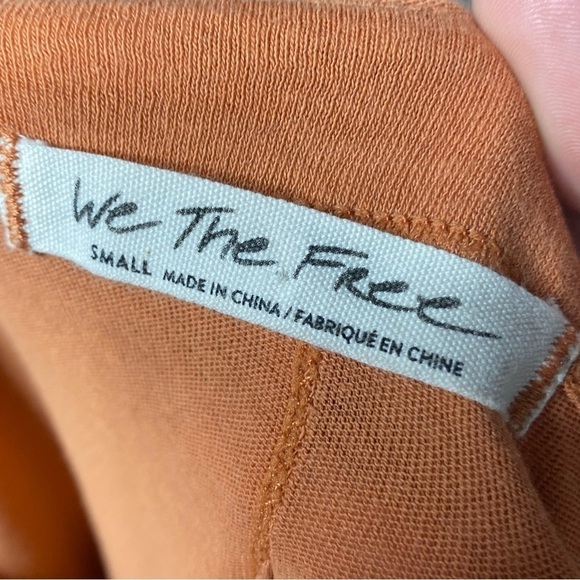 We The Free
SMALL MADE IN CHINA / FABRIQUÉ EN CHINE